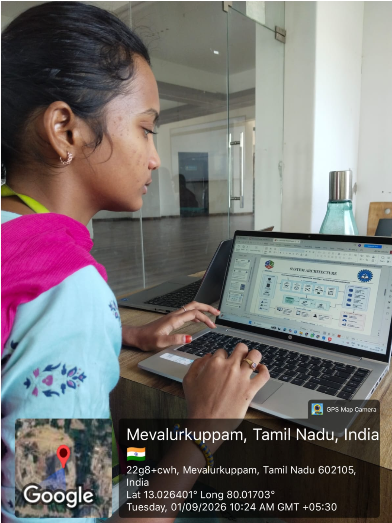 SYSTEM ARCHITECTURE
GPS Map Camera
Mevalurkuppam, Tamil Nadu, India
22g8+cwh, Mevalurkuppam, Tamil Nadu 602105,
India
Lat 13.026401° Long 80.01703°
Tuesday, 01/09/2026 10:24 AM GMT +05:30
Google